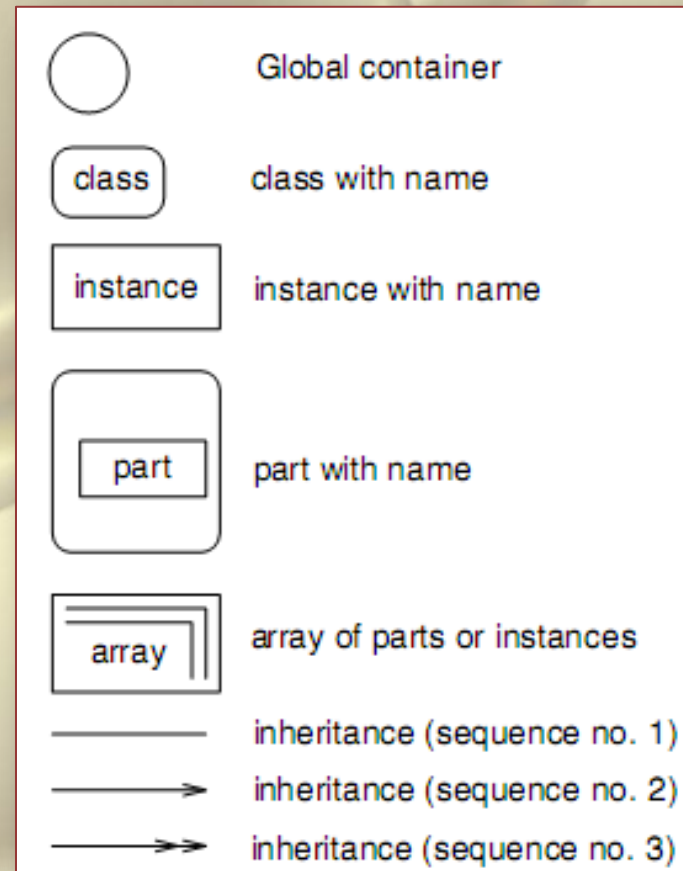 Global container
class class with name
instance instance with name
part part with name
array array of parts or instances
inheritance (sequence no. 1)
inheritance (sequence no. 2)
inheritance (sequence no. 3)